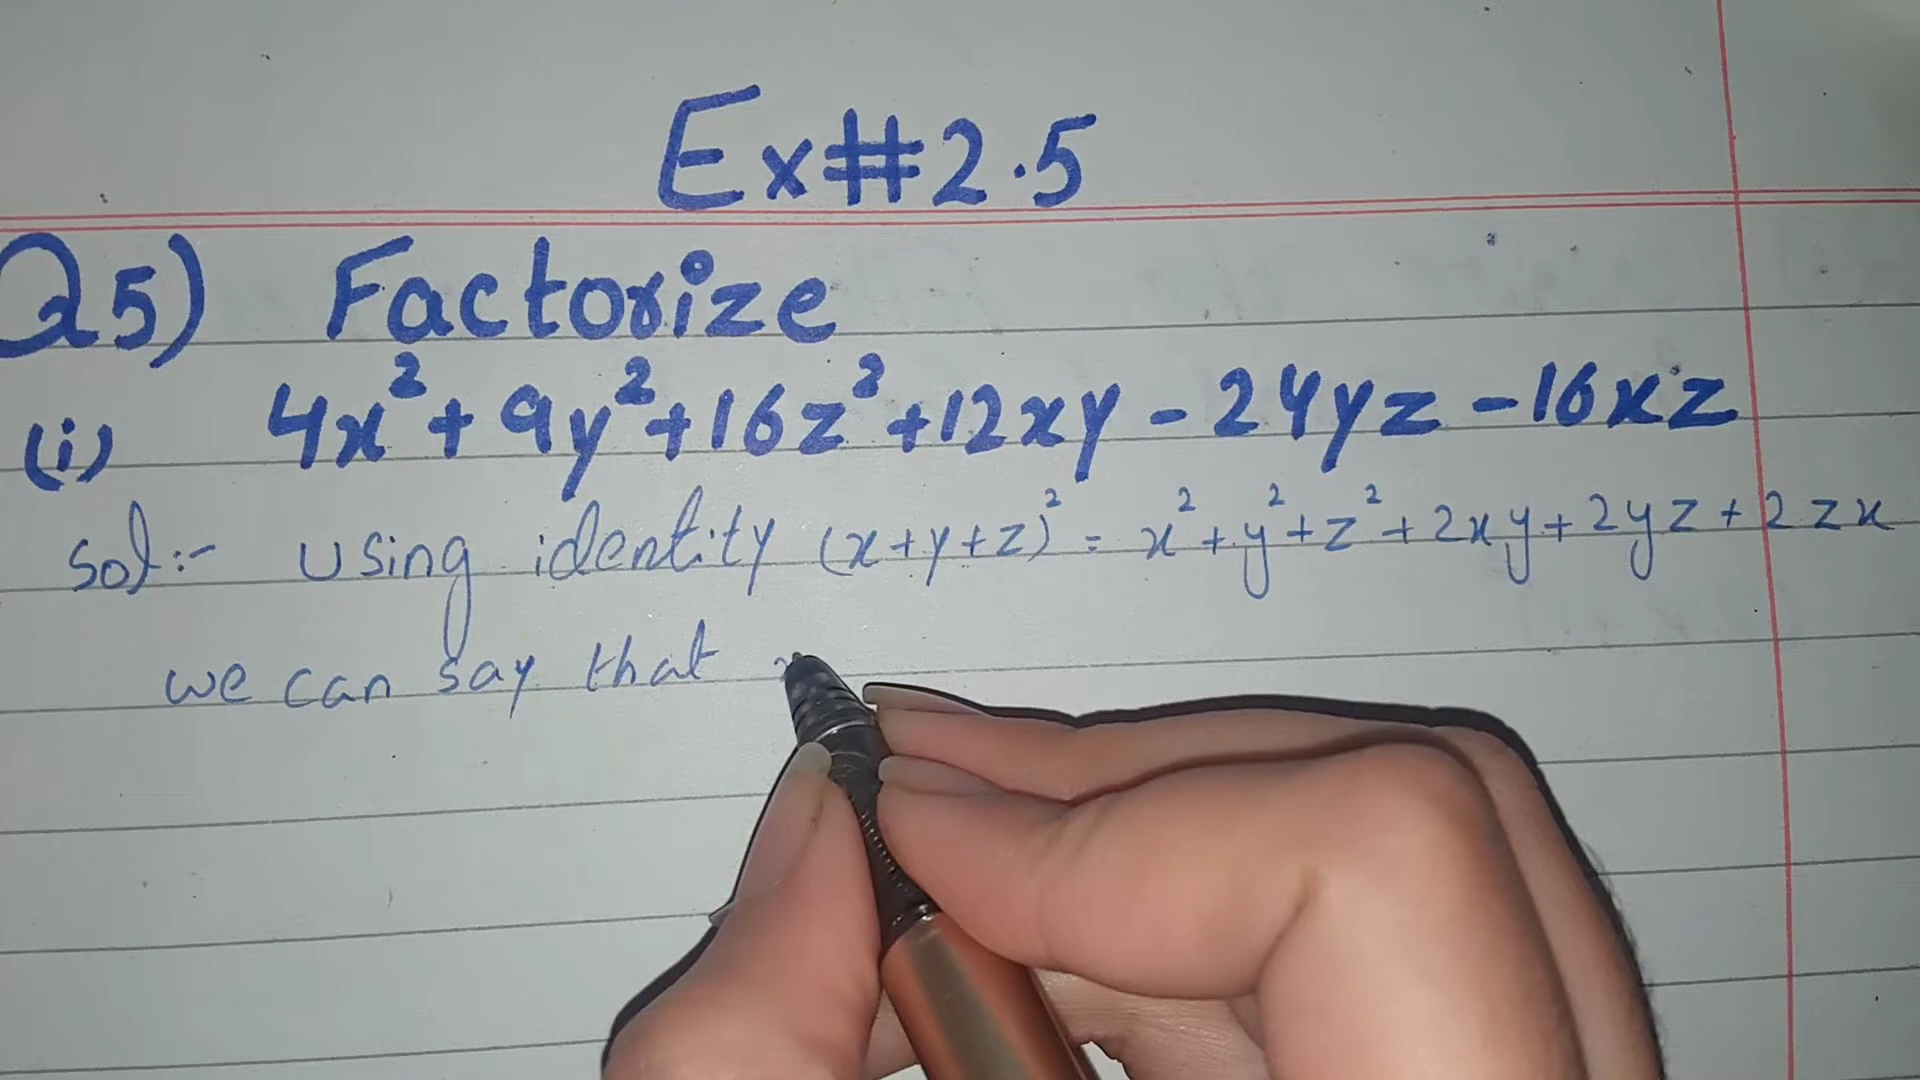 Ex#2.5
Q5) Factorize
(i) 4x²+9y²+16z²+12xy-24yz-16xz
Sol:- Using identity (x+y+z)² = x²+y²+z²+2xy+2yz+2zx
we can say that